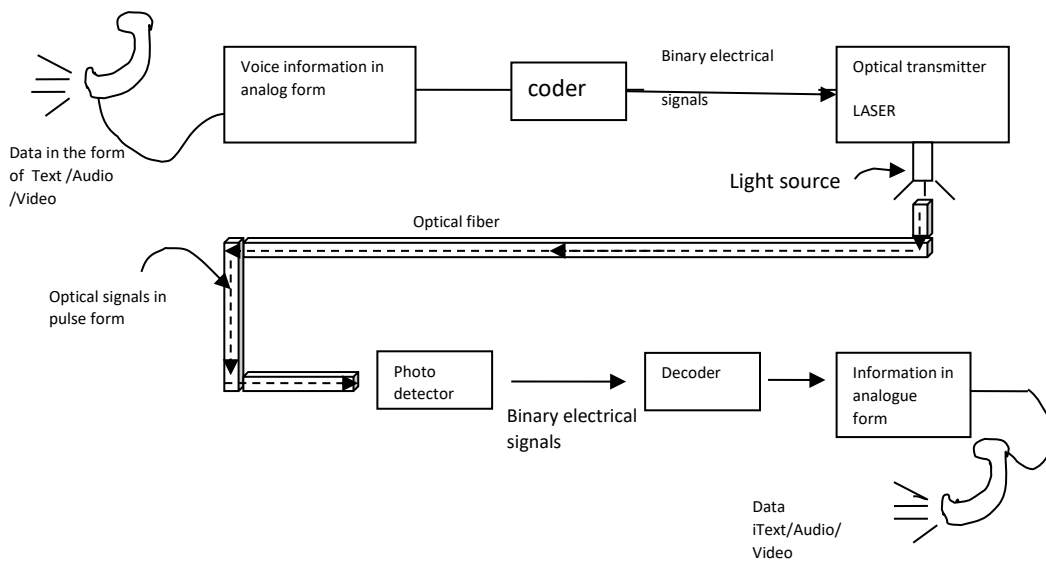 Voice information in
analog form
coder
Binary electrical
signals
Optical transmitter
LASER
Data in the form
of Text /Audio
/Video
Light source
Optical fiber
Optical signals in
pulse form
Photo
detector
Binary electrical
signals
Decoder
Information in
analogue
form
Data
iText/Audio/
Video